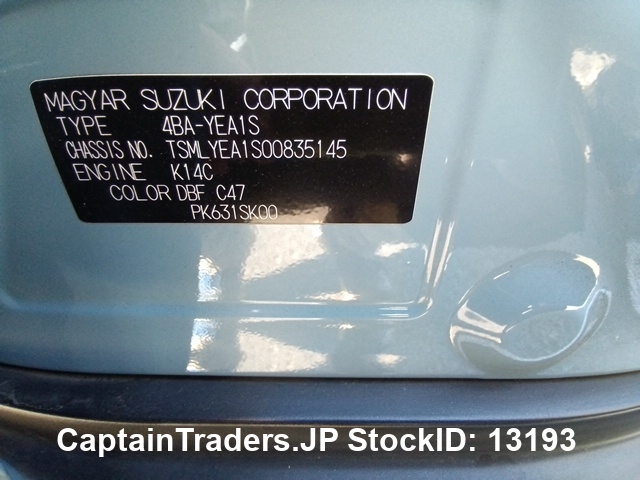 MAGYAR SUZUKI CORPORATION
TYPE 4BA-YEA1S
CHASSIS NO. TSMLYEA1S00835145
ENGINE K14C
COLOR DBF C47
PK631SK00
CaptainTraders.JP StockID: 13193